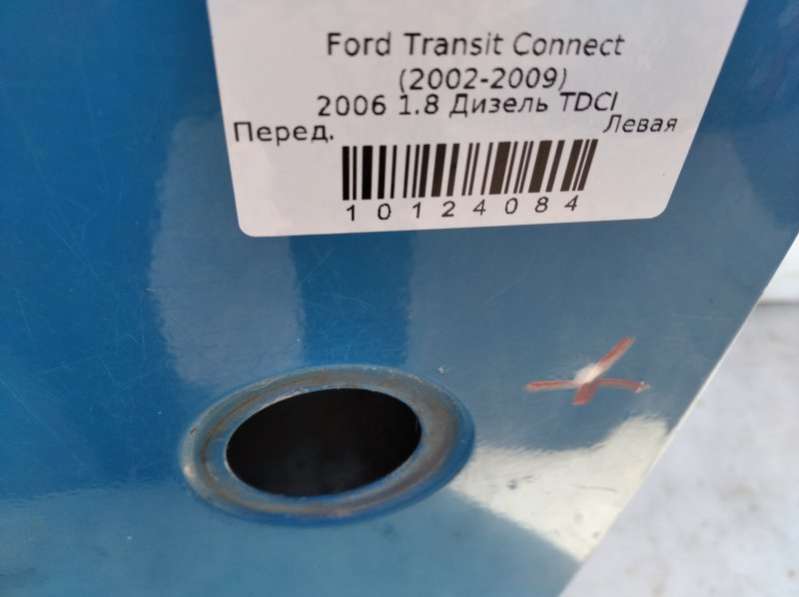 Ford Transit Connect
(2002-2009)
2006 1.8 Дизель TDCI
Перед. Левая
10124084